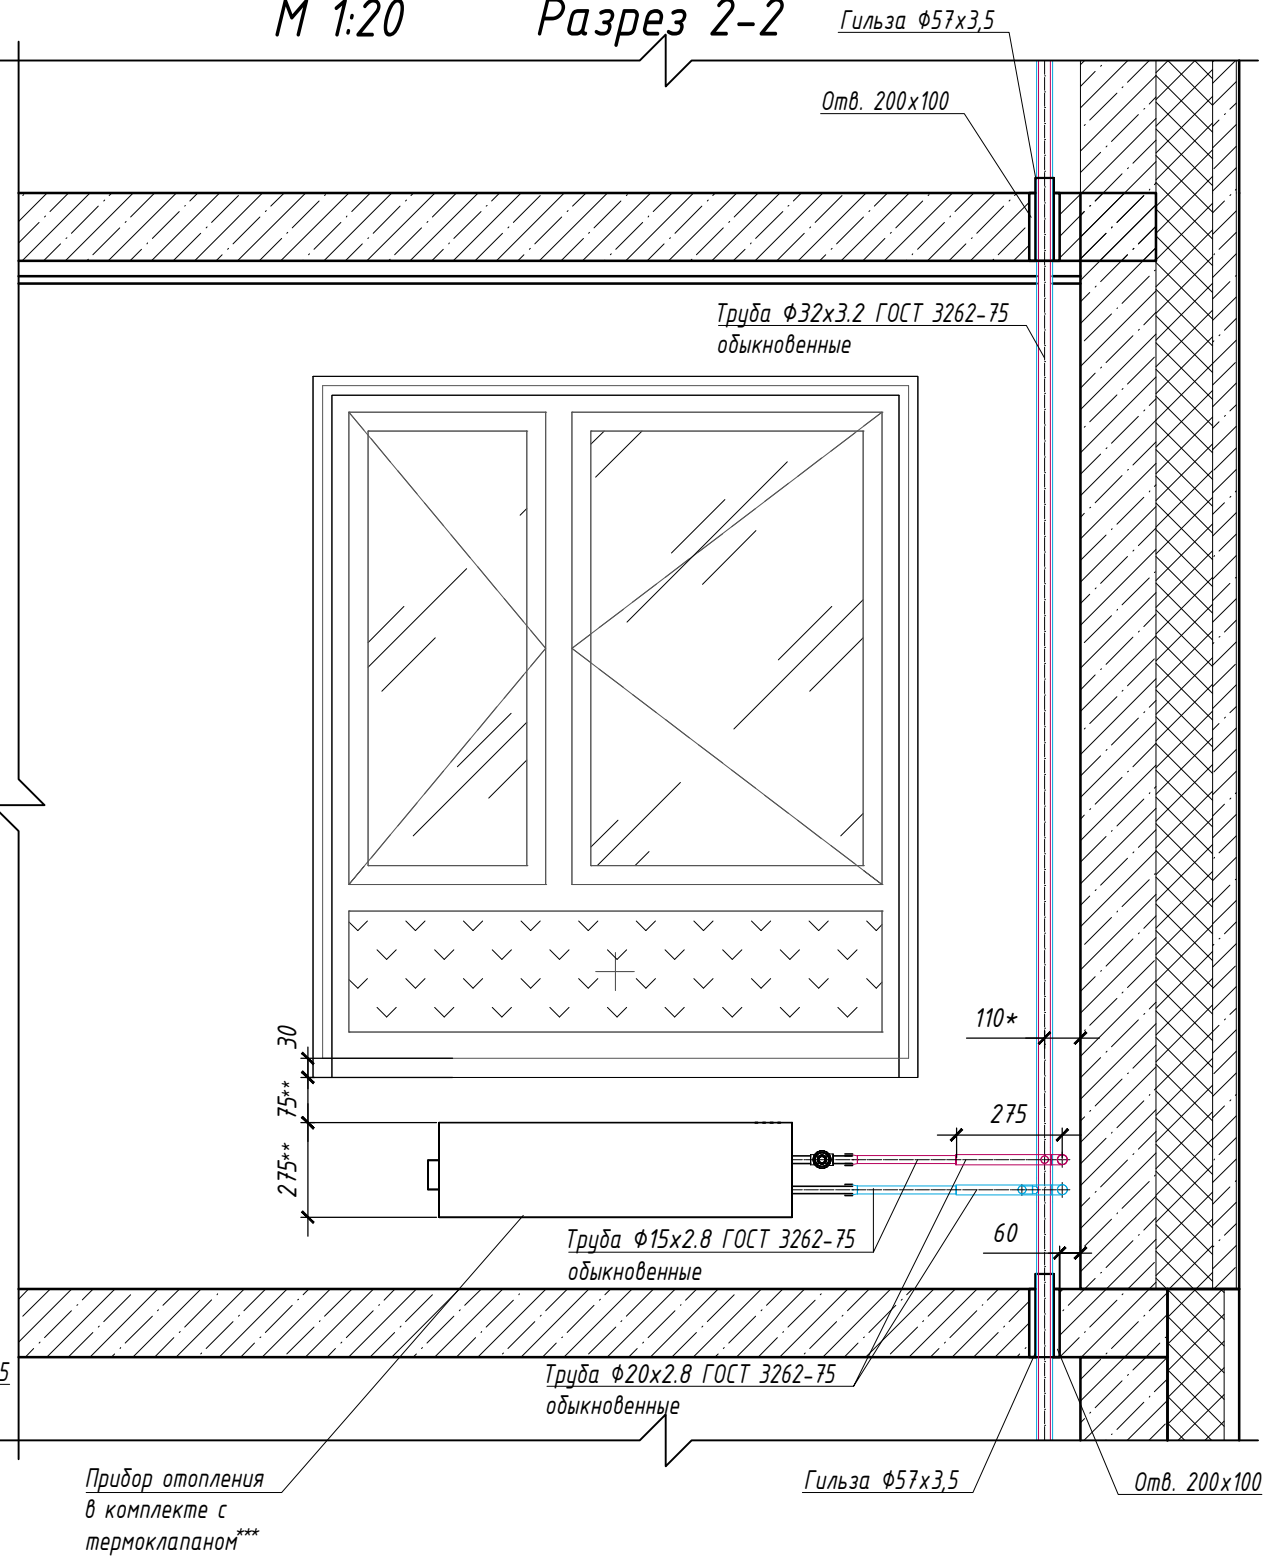 М 1:20
Разрез 2-2
Гильза Ф57х3,5
Отв. 200х100
Труба Ф32х3.2 ГОСТ 3262-75
обыкновенные
30
75**
275**
110*
275
60
Труба Ф15х2.8 ГОСТ 3262-75
обыкновенные
Труба Ф20х2.8 ГОСТ 3262-75
обыкновенные
5
Прибор отопления
в комплекте с
термоклапаном***
Гильза Ф57х3,5
Отв. 200х100